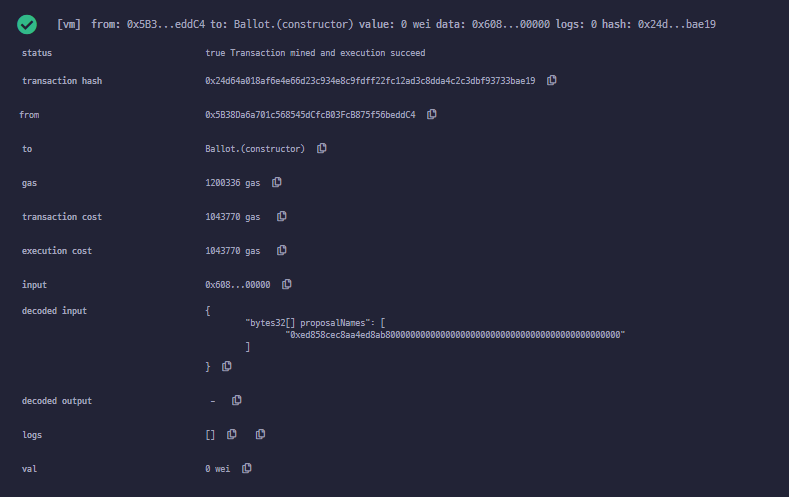 [vm] from: 0x5B3...eddC4 to: Ballot.(constructor) value: 0 wei data: 0x608...00000 logs: 0 hash: 0x24d...bae19
status true Transaction mined and execution succeed
transaction hash 0x24d64a018af6e4e66d23c934e8c9fdff22fc12ad3c8dda4c2c3dbf93733bae19
from 0x5B38Da6a701c568545dCfcB03FcB875f56beddC4
to Ballot.(constructor)
gas 1200336 gas
transaction cost 1043770 gas
execution cost 1043770 gas
input 0x608...00000
decoded input {
"bytes32[] proposalNames": [
"0xed858cec8aa4ed8ab80000000000000000000000000000000000000000000000"
]
}
decoded output -
logs []
val 0 wei